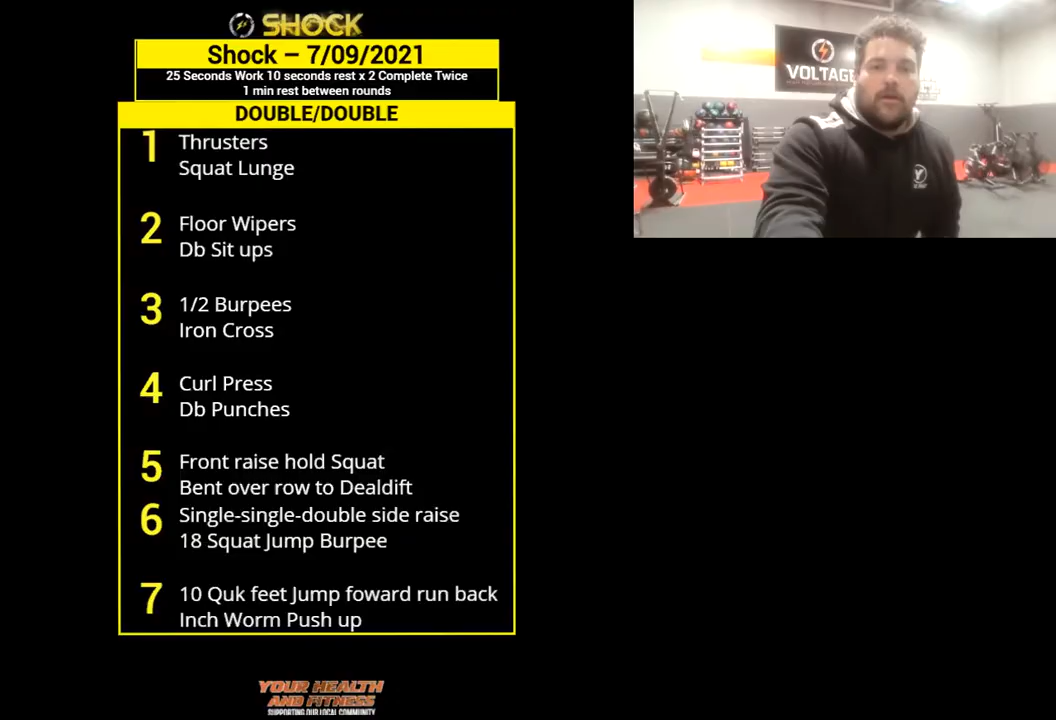 SHOCK
Shock – 7/09/2021
25 Seconds Work 10 seconds rest x 2 Complete Twice
1 min rest between rounds
DOUBLE/DOUBLE
1 Thrusters
Squat Lunge
2 Floor Wipers
Db Sit ups
3 1/2 Burpees
Iron Cross
4 Curl Press
Db Punches
5 Front raise hold Squat
Bent over row to Dealdift
6 Single-single-double side raise
18 Squat Jump Burpee
7 10 Quk feet Jump foward run back
Inch Worm Push up
YOUR HEALTH
AND FITNESS
SUPPORTING OUR LOCAL COMMUNITY
VOLTAGE